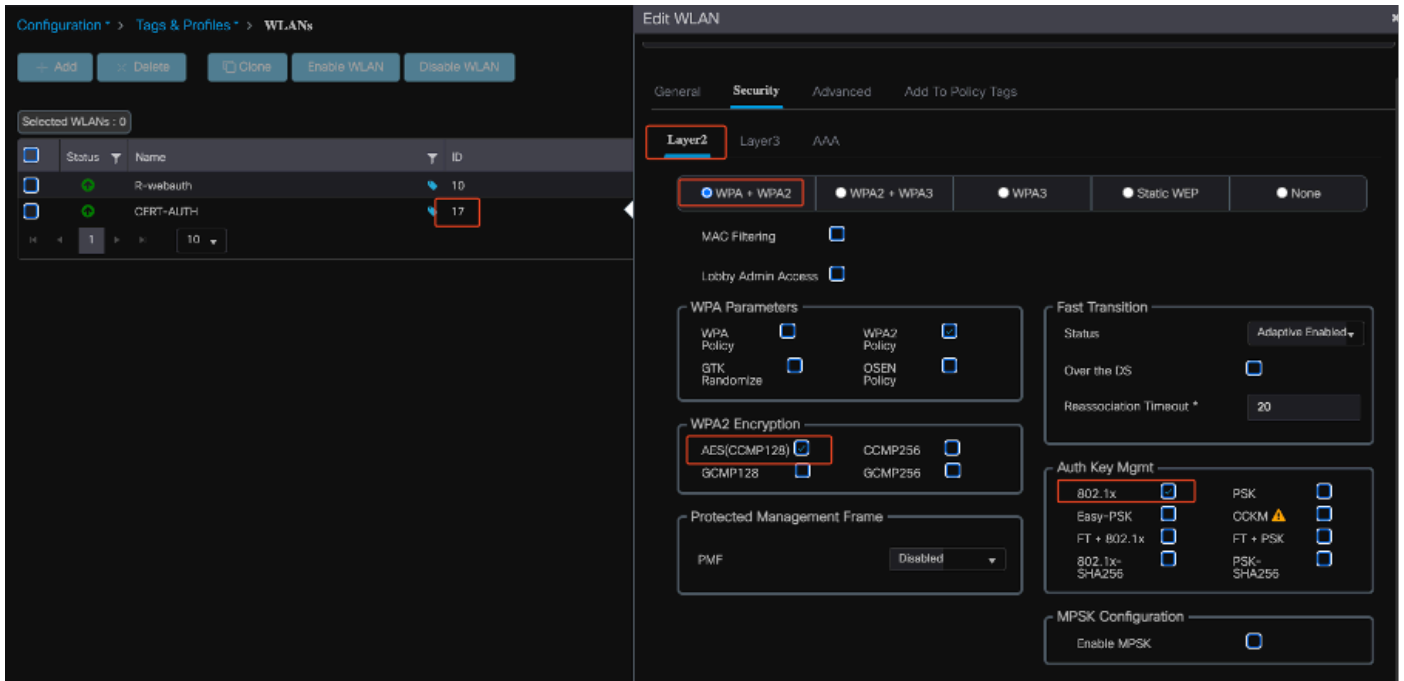 Configuration > Tags & Profiles > WLANs
+ Add
× Delete
Clone
Enable WLAN
Disable WLAN
Selected WLANs : 0
Status Name ID
R-webauth 10
CERT-AUTH 17
1 10
Edit WLAN
General Security Advanced Add To Policy Tags
Layer2 Layer3 AAA
WPA + WPA2 WPA2 + WPA3 WPA3 Static WEP None
MAC Filtering
Lobby Admin Access
WPA Parameters
WPA Policy
WPA2 Policy
GTK Randomize
OSEN Policy
WPA2 Encryption
AES(CCMP128) CCMP256
GCMP128 GCMP256
Protected Management Frame
PMF Disabled
Fast Transition
Status Adaptive Enabled
Over the DS
Reassociation Timeout * 20
Auth Key Mgmt
802.1x PSK
Easy-PSK CCKM
FT + 802.1x FT + PSK
802.1x-SHA256
PSK-SHA256
MPSK Configuration
Enable MPSK